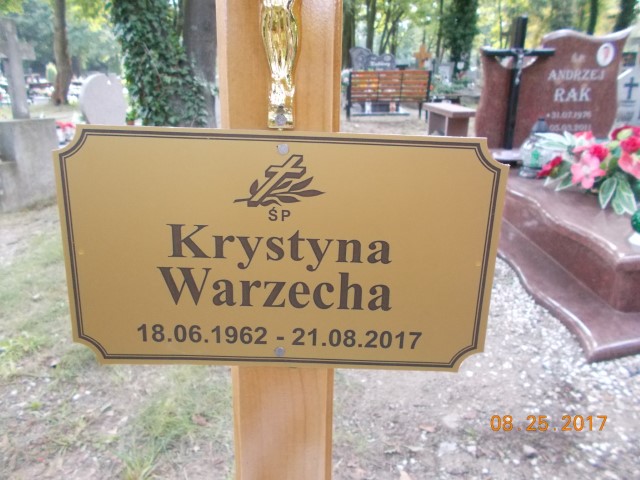 ŚP
Krystyna
Warzecha
18.06.1962 - 21.08.2017
ANDRZEJ
RAK
08.25.2017